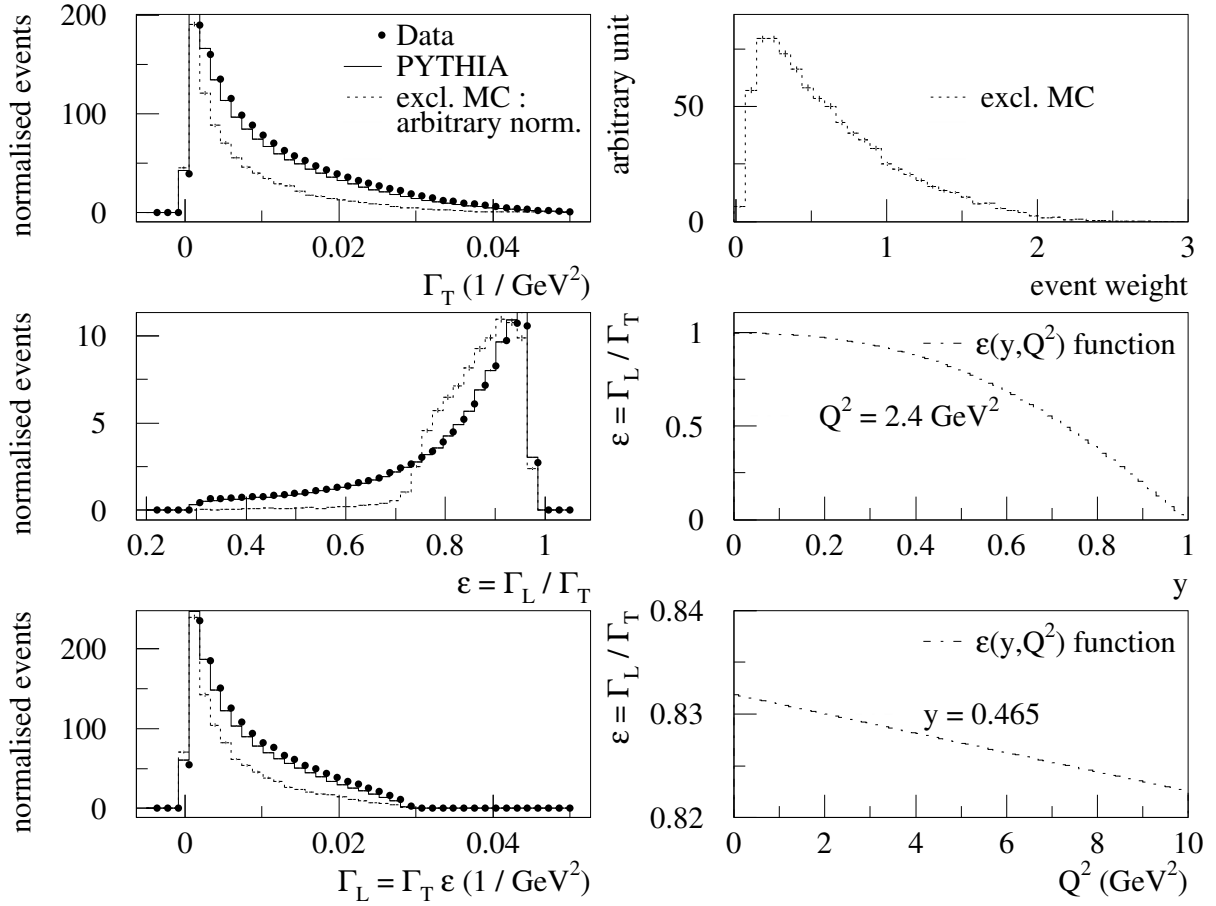 normalised events
200
100
0
0
0.02
0.04
Γ_T (1 / GeV²)
Data
PYTHIA
excl. MC :
arbitrary norm.
arbitrary unit
50
0
0
1
2
3
event weight
excl. MC
normalised events
10
5
0
0.2
0.4
0.6
0.8
1
ε = Γ_L / Γ_T
ε = Γ_L / Γ_T
1
0.5
0
0
0.2
0.4
0.6
0.8
1
y
ε(y,Q²) function
Q² = 2.4 GeV²
normalised events
200
100
0
0
0.02
0.04
Γ_L = Γ_T ε (1 / GeV²)
ε = Γ_L / Γ_T
0.84
0.83
0.82
0
2
4
6
8
10
Q² (GeV²)
ε(y,Q²) function
y = 0.465